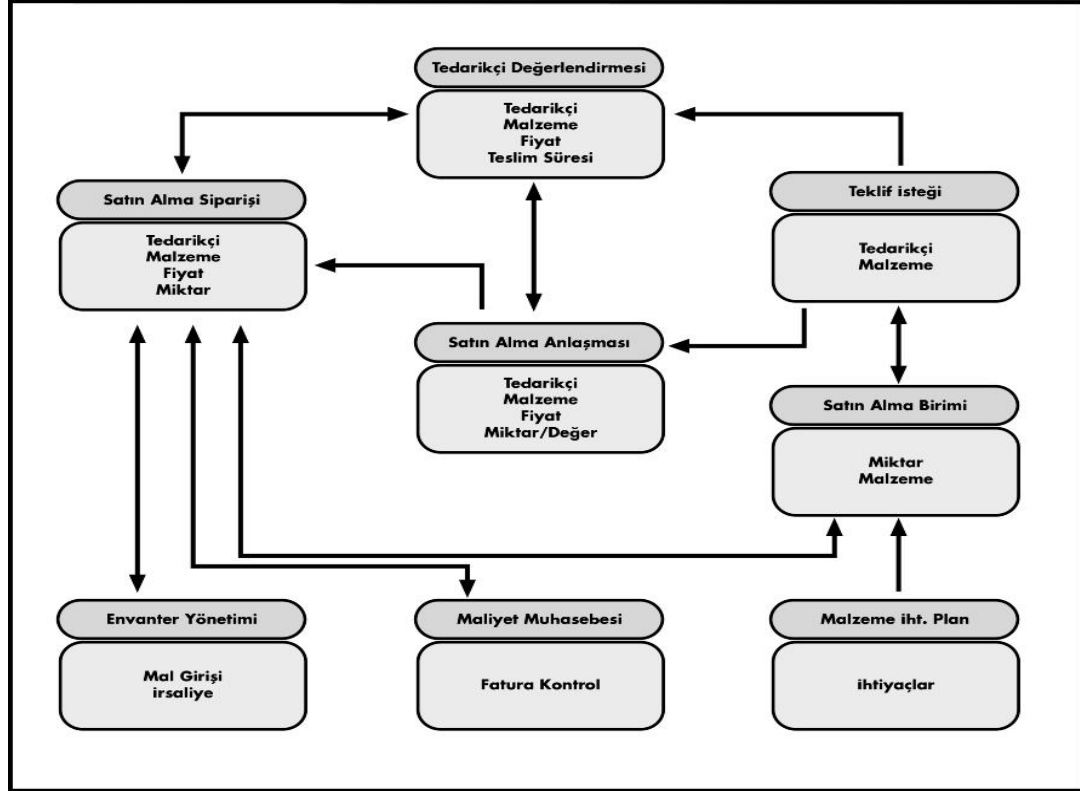 Tedarikçi Değerlendirmesi
Tedarikçi
Malzeme
Fiyat
Teslim Süresi
Satın Alma Siparişi
Tedarikçi
Malzeme
Fiyat
Miktar
Teklif isteği
Tedarikçi
Malzeme
Satın Alma Anlaşması
Tedarikçi
Malzeme
Fiyat
Miktar/Değer
Satın Alma Birimi
Miktar
Malzeme
Envanter Yönetimi
Mal Girişi
irsaliye
Maliyet Muhasebesi
Fatura Kontrol
Malzeme iht. Plan
ihtiyaçlar